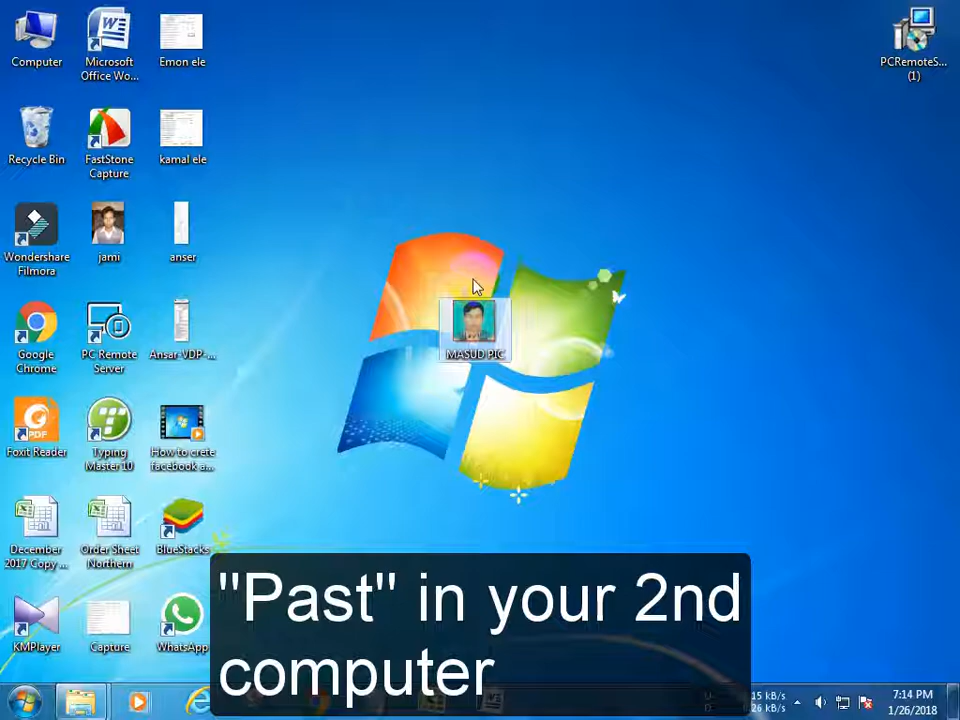 Computer
Microsoft
Office Wo...
Emon ele
PCRemoteS...
(1)
Recycle Bin
FastStone
Capture
kamal ele
Wondershare
Filmora
jami
anser
Google
Chrome
PC Remote
Server
Ansar-VDP-...
MASUD PIC
Foxit Reader
Typing
Master 10
How to crete
facebook a...
December
2017 Copy ...
Order Sheet
Northern
BlueStacks
KMPlayer
Capture
WhatsApp
"Past" in your 2nd
computer
7:14 PM
1/26/2018